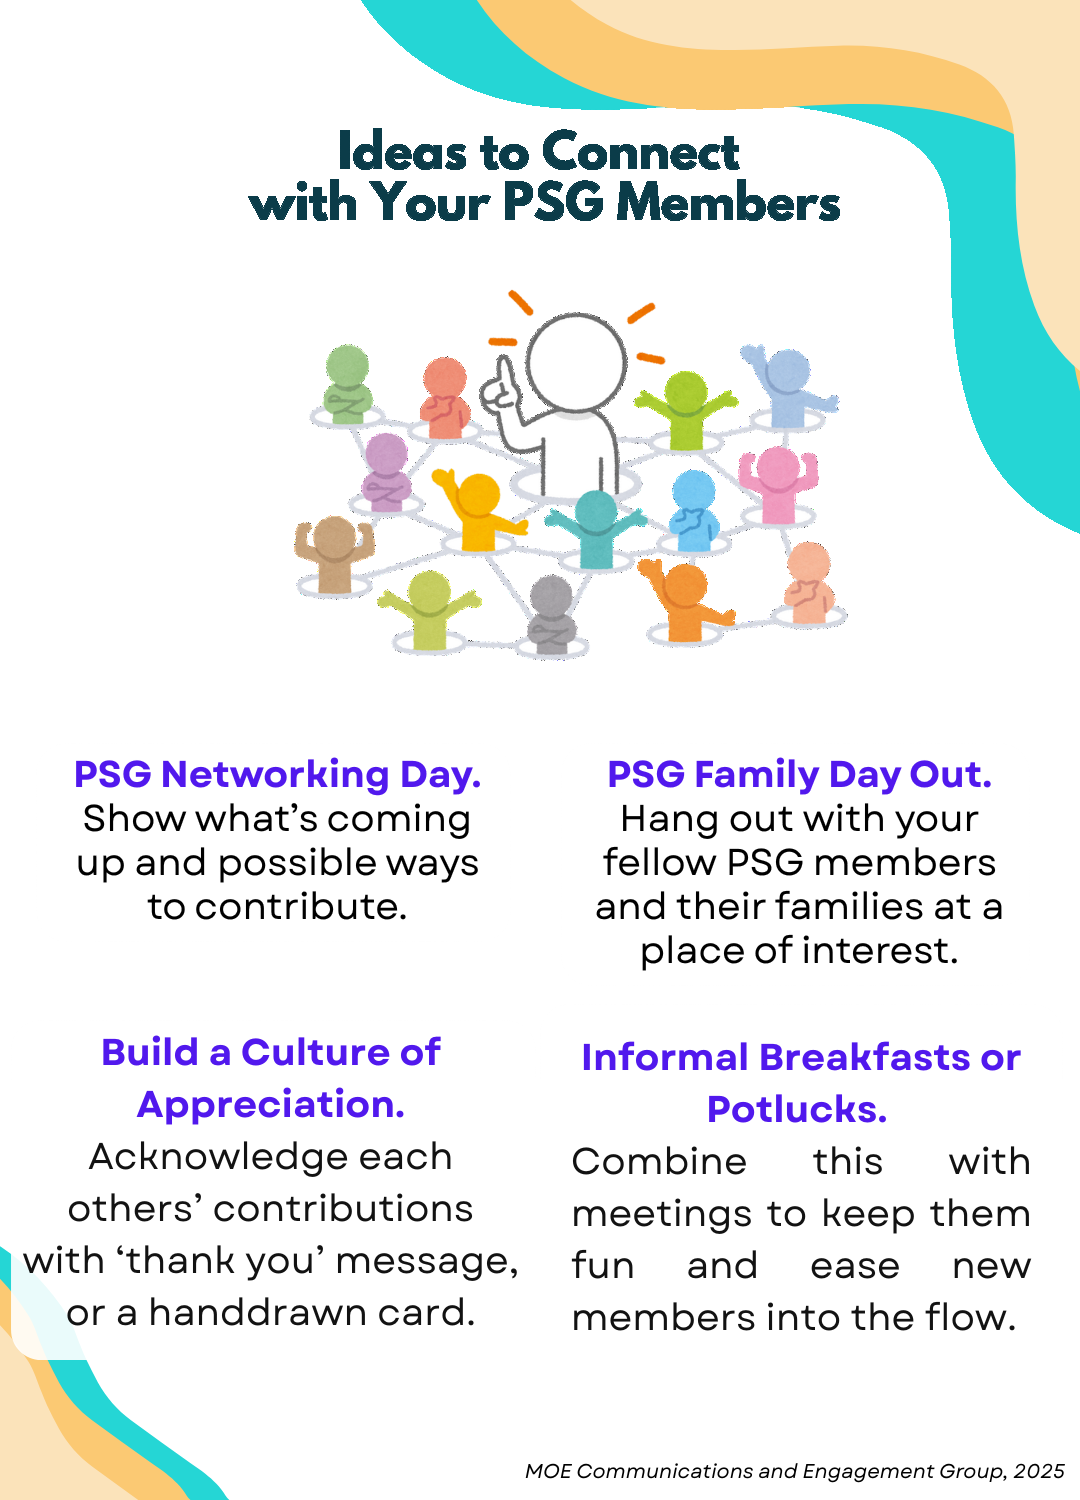 Ideas to Connect
with Your PSG Members
PSG Networking Day.
Show what’s coming
up and possible ways
to contribute.
PSG Family Day Out.
Hang out with your
fellow PSG members
and their families at a
place of interest.
Build a Culture of
Appreciation.
Acknowledge each
others’ contributions
with ‘thank you’ message,
or a handdrawn card.
Informal Breakfasts or
Potlucks.
Combine this with
meetings to keep them
fun and ease new
members into the flow.
MOE Communications and Engagement Group, 2025